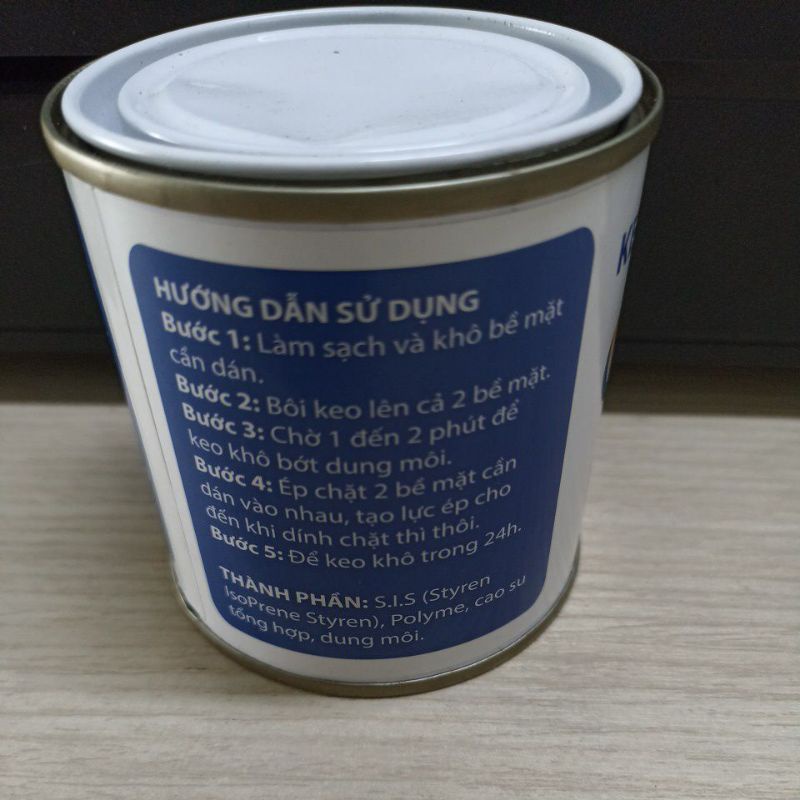 HƯỚNG DẪN SỬ DỤNG
Bước 1: Làm sạch và khô bề mặt
cần dán.
Bước 2: Bôi keo lên cả 2 bề mặt.
Bước 3: Chờ 1 đến 2 phút để
keo khô bớt dung môi.
Bước 4: Ép chặt 2 bề mặt cần
dán vào nhau, tạo lực ép cho
đến khi dính chặt thì thôi.
Bước 5: Để keo khô trong 24h.
THÀNH PHẦN: S.I.S (Styren
IsoPrene Styren), Polyme, cao su
tổng hợp, dung môi.